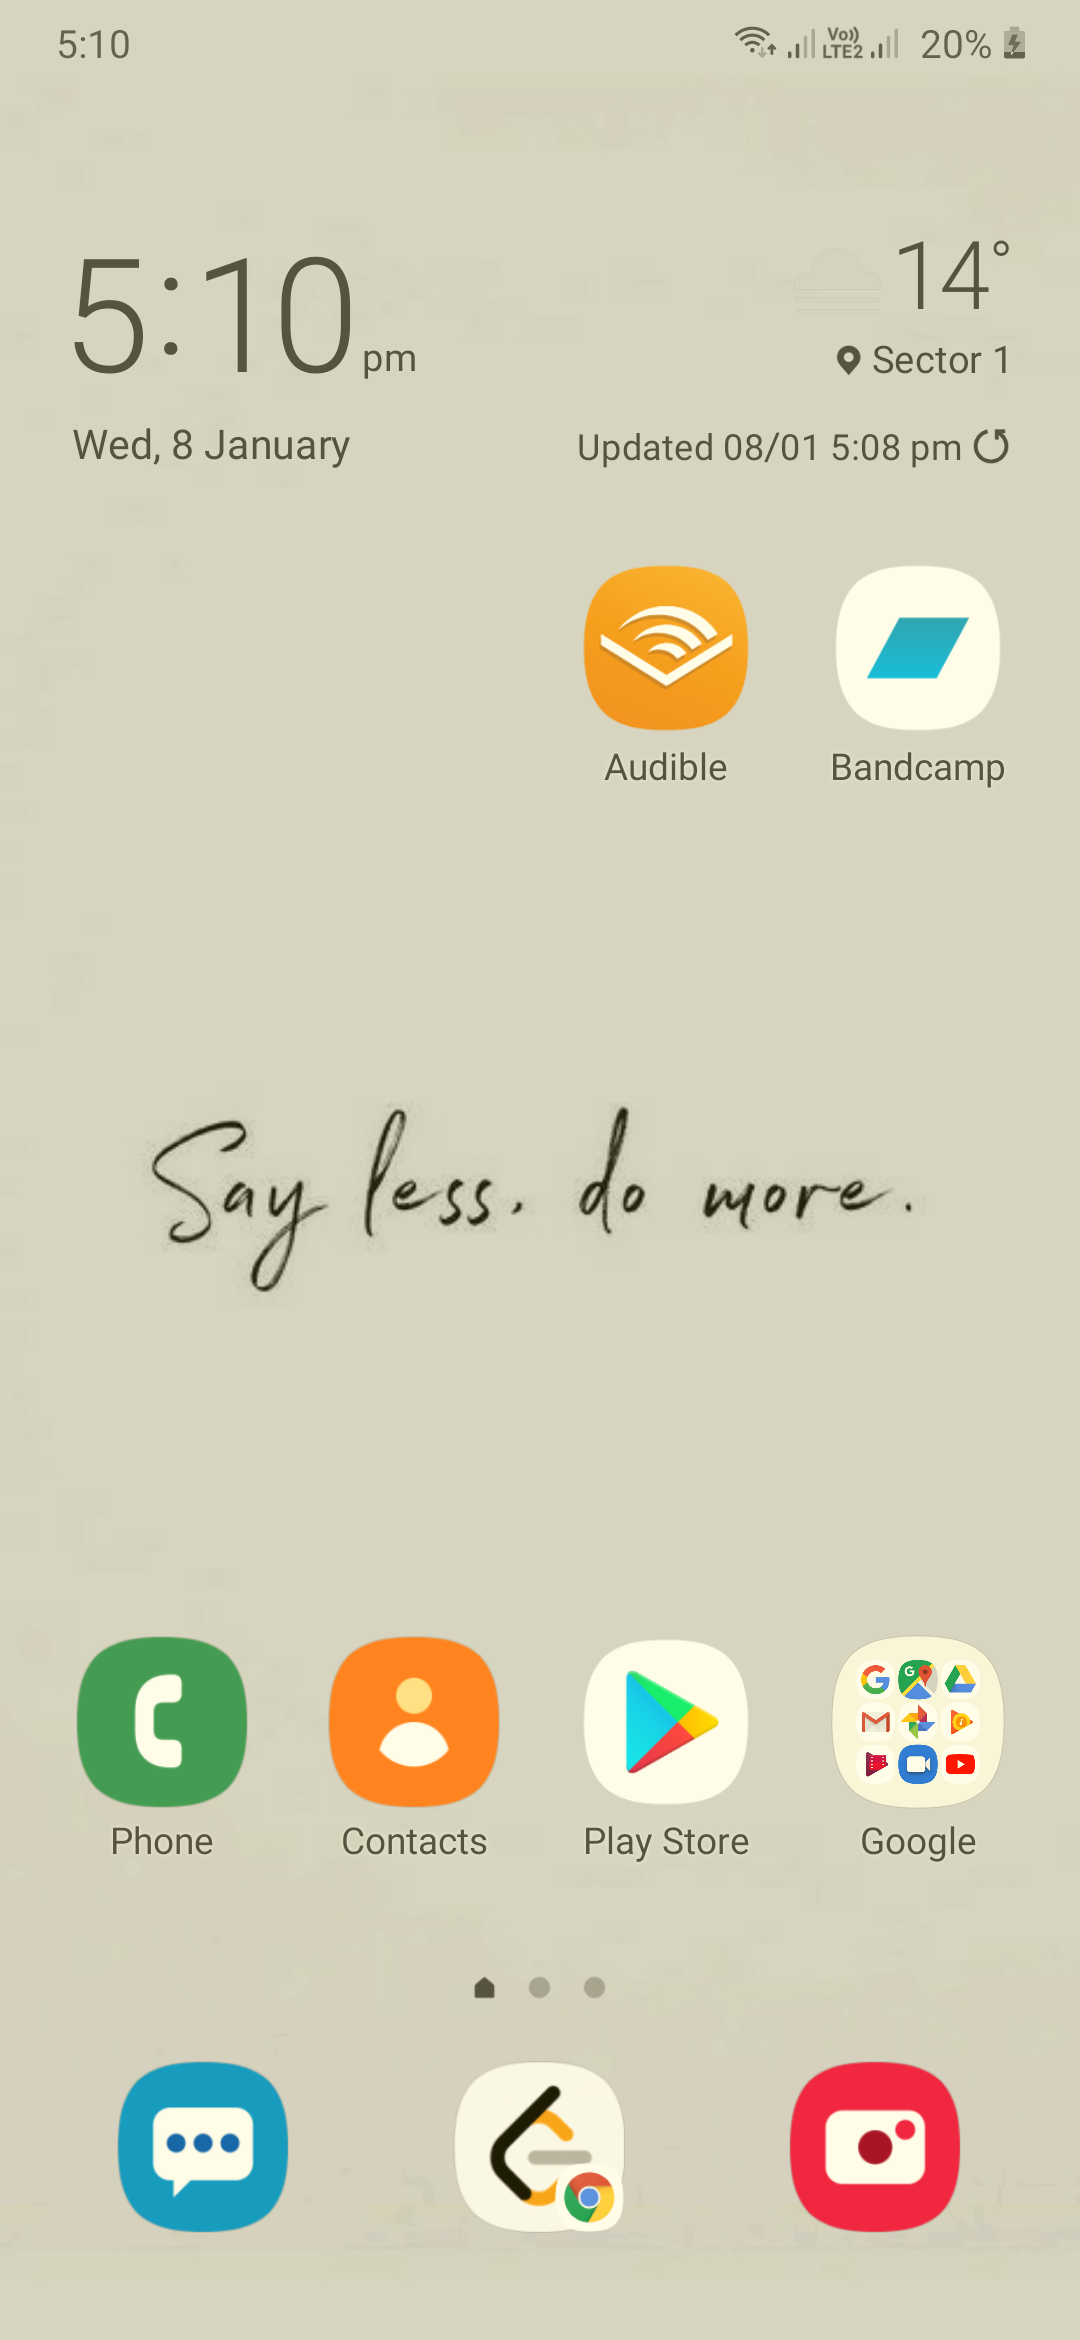 5:10
Vo)) LTE2 20%
5:10 pm
14°
Sector 1
Wed, 8 January
Updated 08/01 5:08 pm
Audible
Bandcamp
Say less. do more.
Phone
Contacts
Play Store
Google